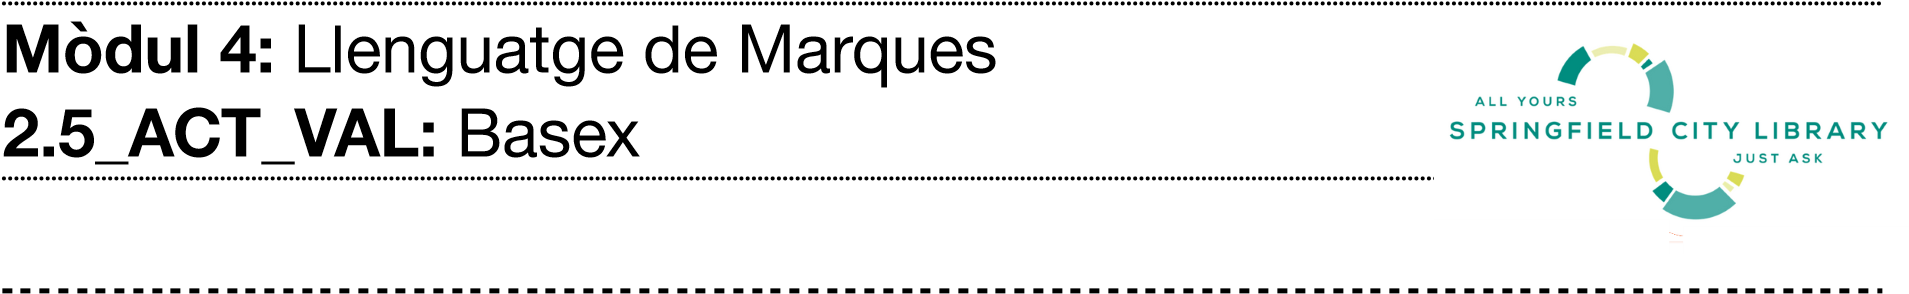 Mòdul 4: Llenguatge de Marques
2.5_ACT_VAL: Basex
ALL YOURS
SPRINGFIELD CITY LIBRARY
JUST ASK